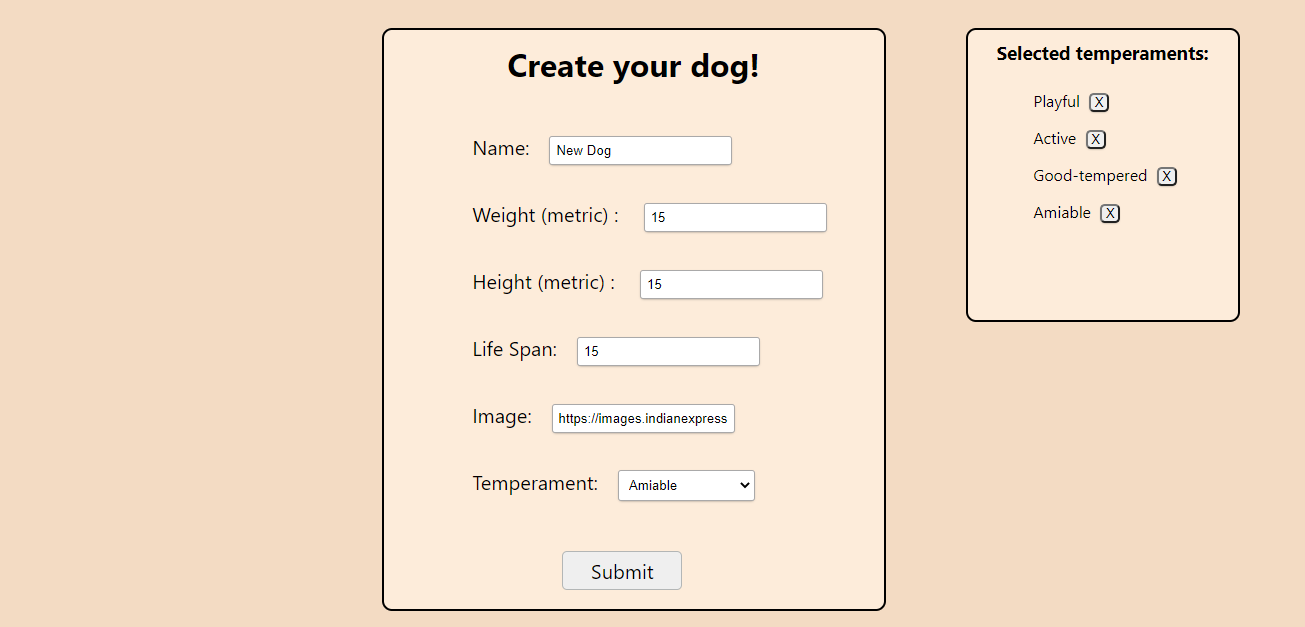 Create your dog!
Name: New Dog
Weight (metric) : 15
Height (metric) : 15
Life Span: 15
Image: https://images.indianexpress
Temperament: Amiable
Submit
Selected temperaments:
Playful X
Active X
Good-tempered X
Amiable X